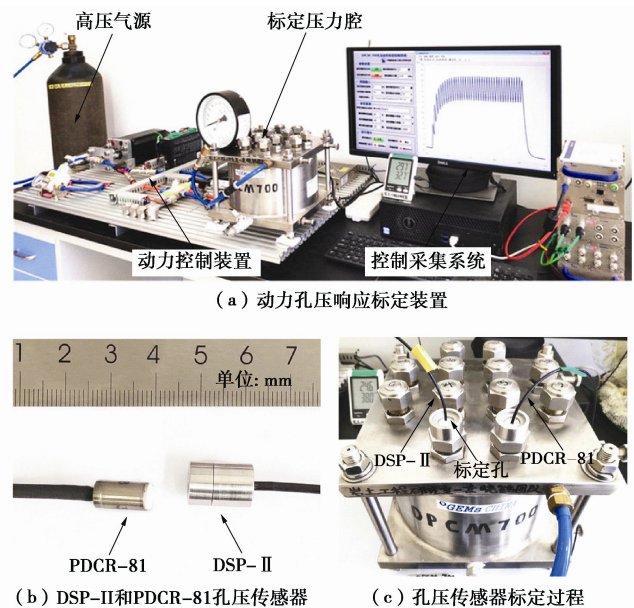 高压气源
标定压力腔
CM700
DELL
动力控制装置
控制采集系统
(a)动力孔压响应标定装置
1 2 3 4 5 6 7
单位: mm
PDCR-81
DSP-Ⅱ
(b)DSP-Ⅱ和PDCR-81孔压传感器
DSP-Ⅱ
标定孔
PDCR-81
GEMs CHINA
DPCM700
(c)孔压传感器标定过程